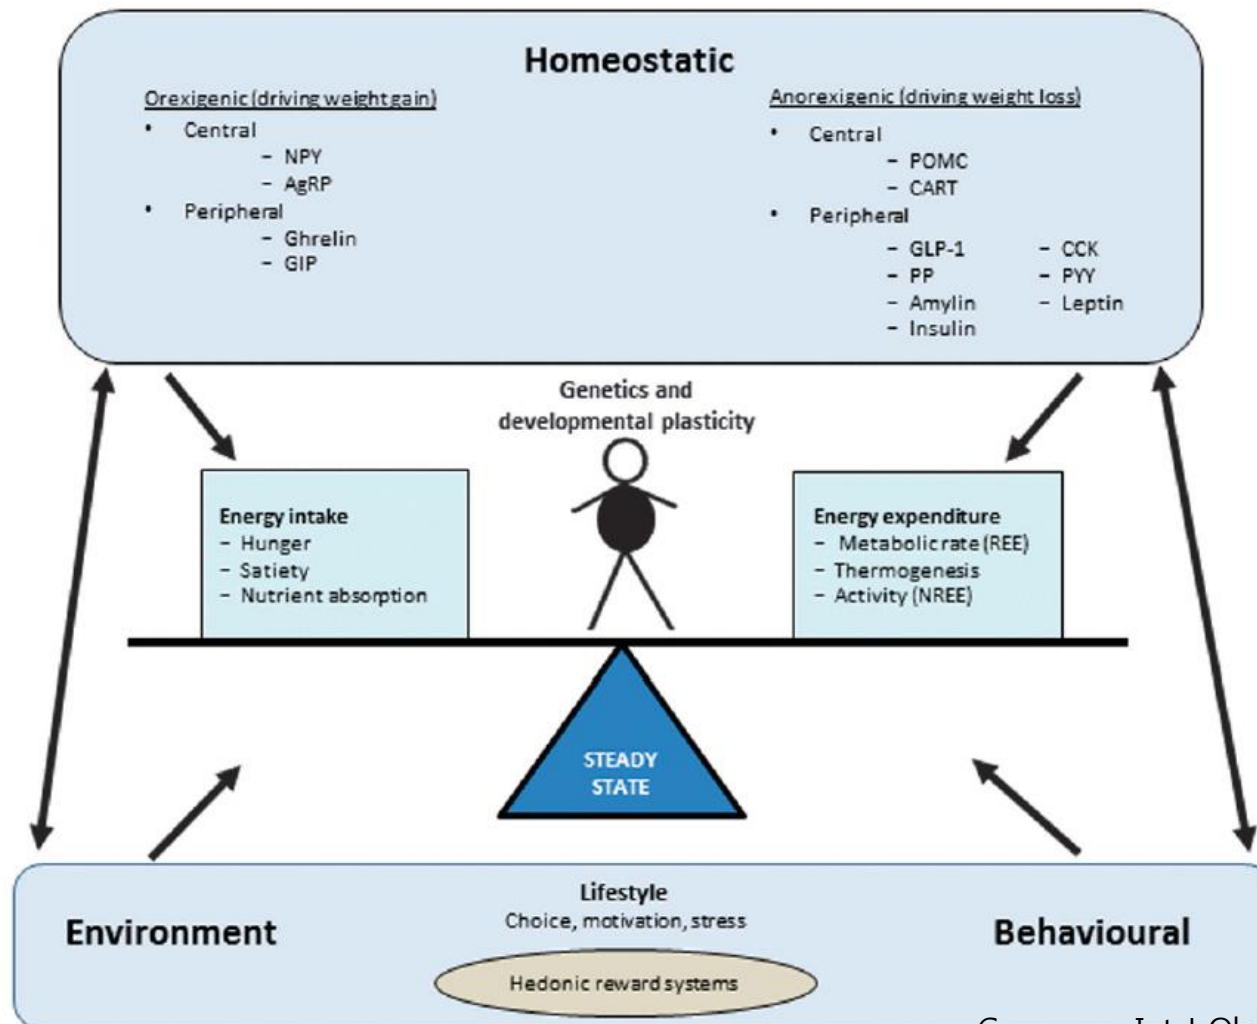 Homeostatic
Orexigenic (driving weight gain)
• Central
– NPY
– AgRP
• Peripheral
– Ghrelin
– GIP
Anorexigenic (driving weight loss)
• Central
– POMC
– CART
• Peripheral
– GLP-1
– PP
– Amylin
– Insulin
– CCK
– PYY
– Leptin
Genetics and
developmental plasticity
Energy intake
– Hunger
– Satiety
– Nutrient absorption
Energy expenditure
– Metabolic rate (REE)
– Thermogenesis
– Activity (NREE)
STEADY
STATE
Environment
Lifestyle
Choice, motivation, stress
Hedonic reward systems
Behavioural